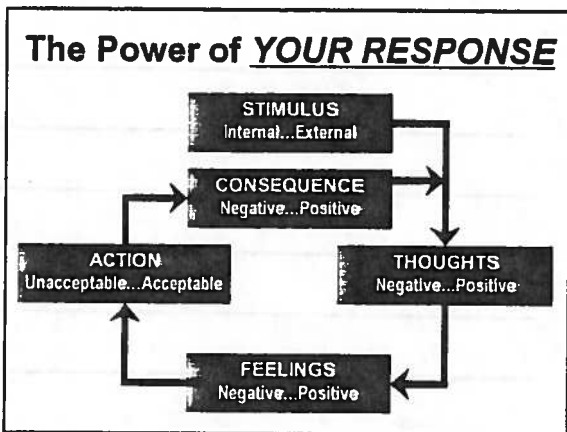 The Power of YOUR RESPONSE
STIMULUS
Internal...External
CONSEQUENCE
Negative...Positive
ACTION
Unacceptable...Acceptable
THOUGHTS
Negative...Positive
FEELINGS
Negative...Positive